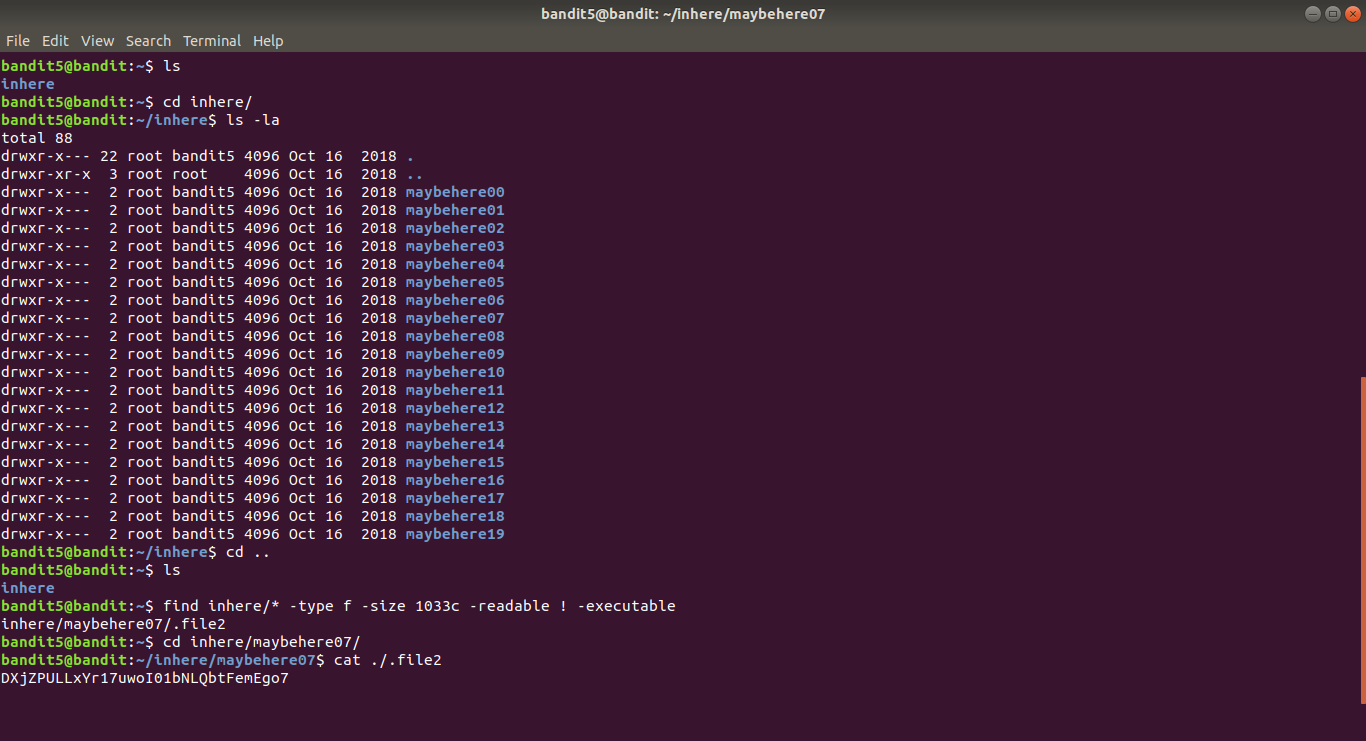 bandit5@bandit: ~/inhere/maybehere07
File Edit View Search Terminal Help
bandit5@bandit:~$ ls
inhere
bandit5@bandit:~$ cd inhere/
bandit5@bandit:~/inhere$ ls -la
total 88
drwxr-x--- 22 root bandit5 4096 Oct 16  2018 .
drwxr-xr-x  3 root root    4096 Oct 16  2018 ..
drwxr-x---  2 root bandit5 4096 Oct 16  2018 maybehere00
drwxr-x---  2 root bandit5 4096 Oct 16  2018 maybehere01
drwxr-x---  2 root bandit5 4096 Oct 16  2018 maybehere02
drwxr-x---  2 root bandit5 4096 Oct 16  2018 maybehere03
drwxr-x---  2 root bandit5 4096 Oct 16  2018 maybehere04
drwxr-x---  2 root bandit5 4096 Oct 16  2018 maybehere05
drwxr-x---  2 root bandit5 4096 Oct 16  2018 maybehere06
drwxr-x---  2 root bandit5 4096 Oct 16  2018 maybehere07
drwxr-x---  2 root bandit5 4096 Oct 16  2018 maybehere08
drwxr-x---  2 root bandit5 4096 Oct 16  2018 maybehere09
drwxr-x---  2 root bandit5 4096 Oct 16  2018 maybehere10
drwxr-x---  2 root bandit5 4096 Oct 16  2018 maybehere11
drwxr-x---  2 root bandit5 4096 Oct 16  2018 maybehere12
drwxr-x---  2 root bandit5 4096 Oct 16  2018 maybehere13
drwxr-x---  2 root bandit5 4096 Oct 16  2018 maybehere14
drwxr-x---  2 root bandit5 4096 Oct 16  2018 maybehere15
drwxr-x---  2 root bandit5 4096 Oct 16  2018 maybehere16
drwxr-x---  2 root bandit5 4096 Oct 16  2018 maybehere17
drwxr-x---  2 root bandit5 4096 Oct 16  2018 maybehere18
drwxr-x---  2 root bandit5 4096 Oct 16  2018 maybehere19
bandit5@bandit:~/inhere$ cd ..
bandit5@bandit:~$ ls
inhere
bandit5@bandit:~$ find inhere/* -type f -size 1033c -readable ! -executable
inhere/maybehere07/.file2
bandit5@bandit:~$ cd inhere/maybehere07/
bandit5@bandit:~/inhere/maybehere07$ cat ./.file2
DXjZPULLxYr17uwoI01bNLQbtFemEgo7